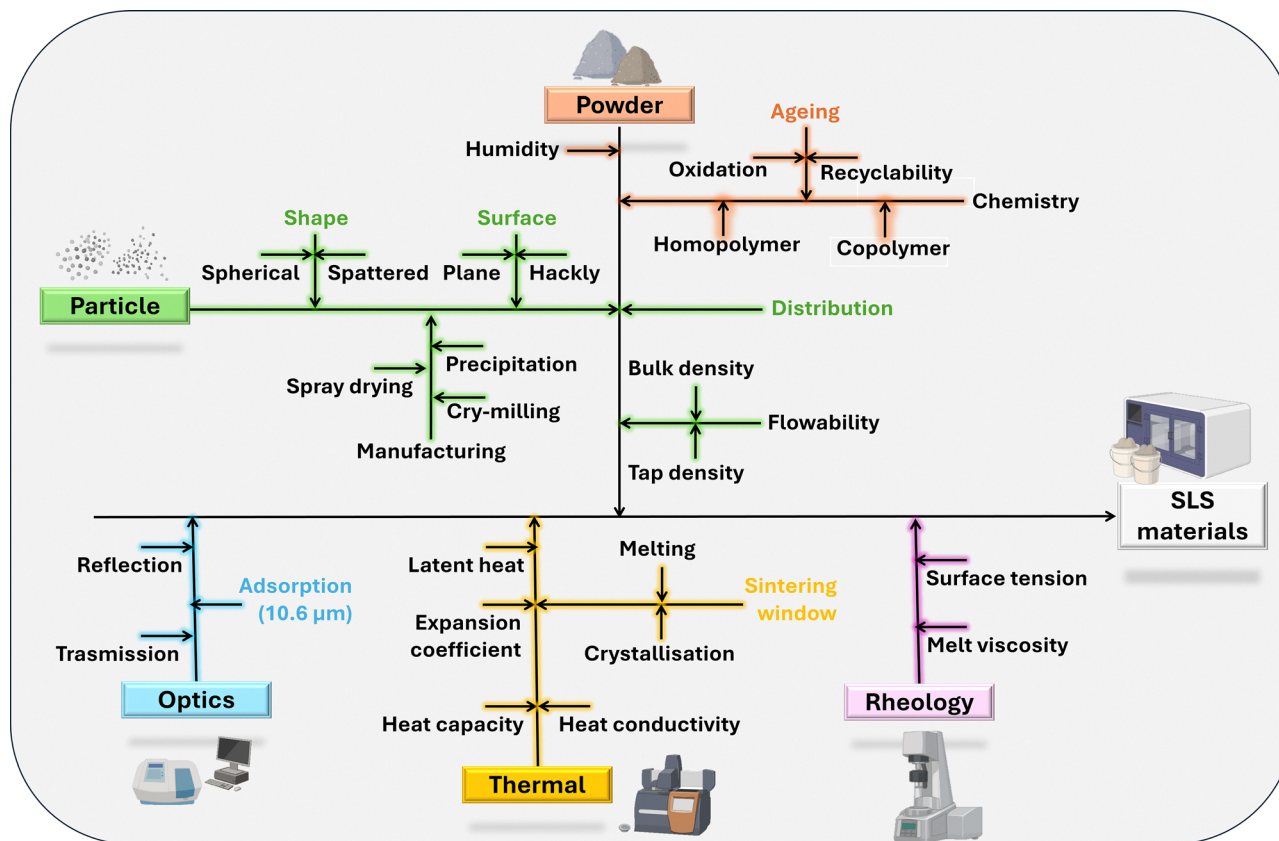 Powder
Ageing
Humidity
Oxidation
Recyclability
Chemistry
Shape
Surface
Homopolymer
Copolymer
Spherical
Spattered
Plane
Hackly
Particle
Distribution
Precipitation
Bulk density
Spray drying
Cry-milling
Flowability
Manufacturing
Tap density
SLS
materials
Reflection
Latent heat
Melting
Surface tension
Adsorption
(10.6 µm)
Sintering
window
Expansion
coefficient
Trasmission
Crystallisation
Melt viscosity
Optics
Rheology
Heat capacity
Heat conductivity
Thermal